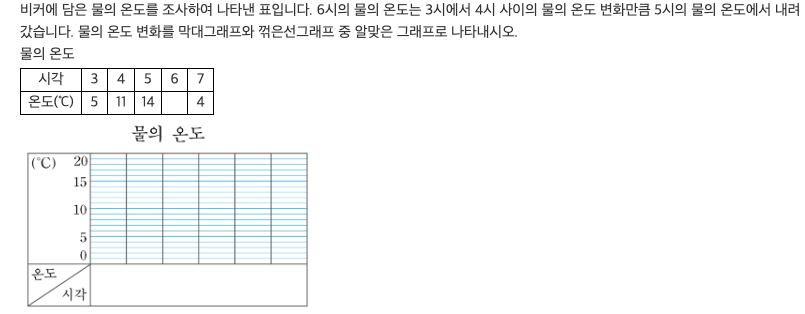 비커에 담은 물의 온도를 조사하여 나타낸 표입니다. 6시의 물의 온도는 3시에서 4시 사이의 물의 온도 변화만큼 5시의 물의 온도에서 내려
갔습니다. 물의 온도 변화를 막대그래프와 꺾은선그래프 중 알맞은 그래프로 나타내시오.
물의 온도
시각 3 4 5 6 7
온도(℃) 5 11 14 4
물의 온도
(℃) 20
15
10
5
0
온도
시각